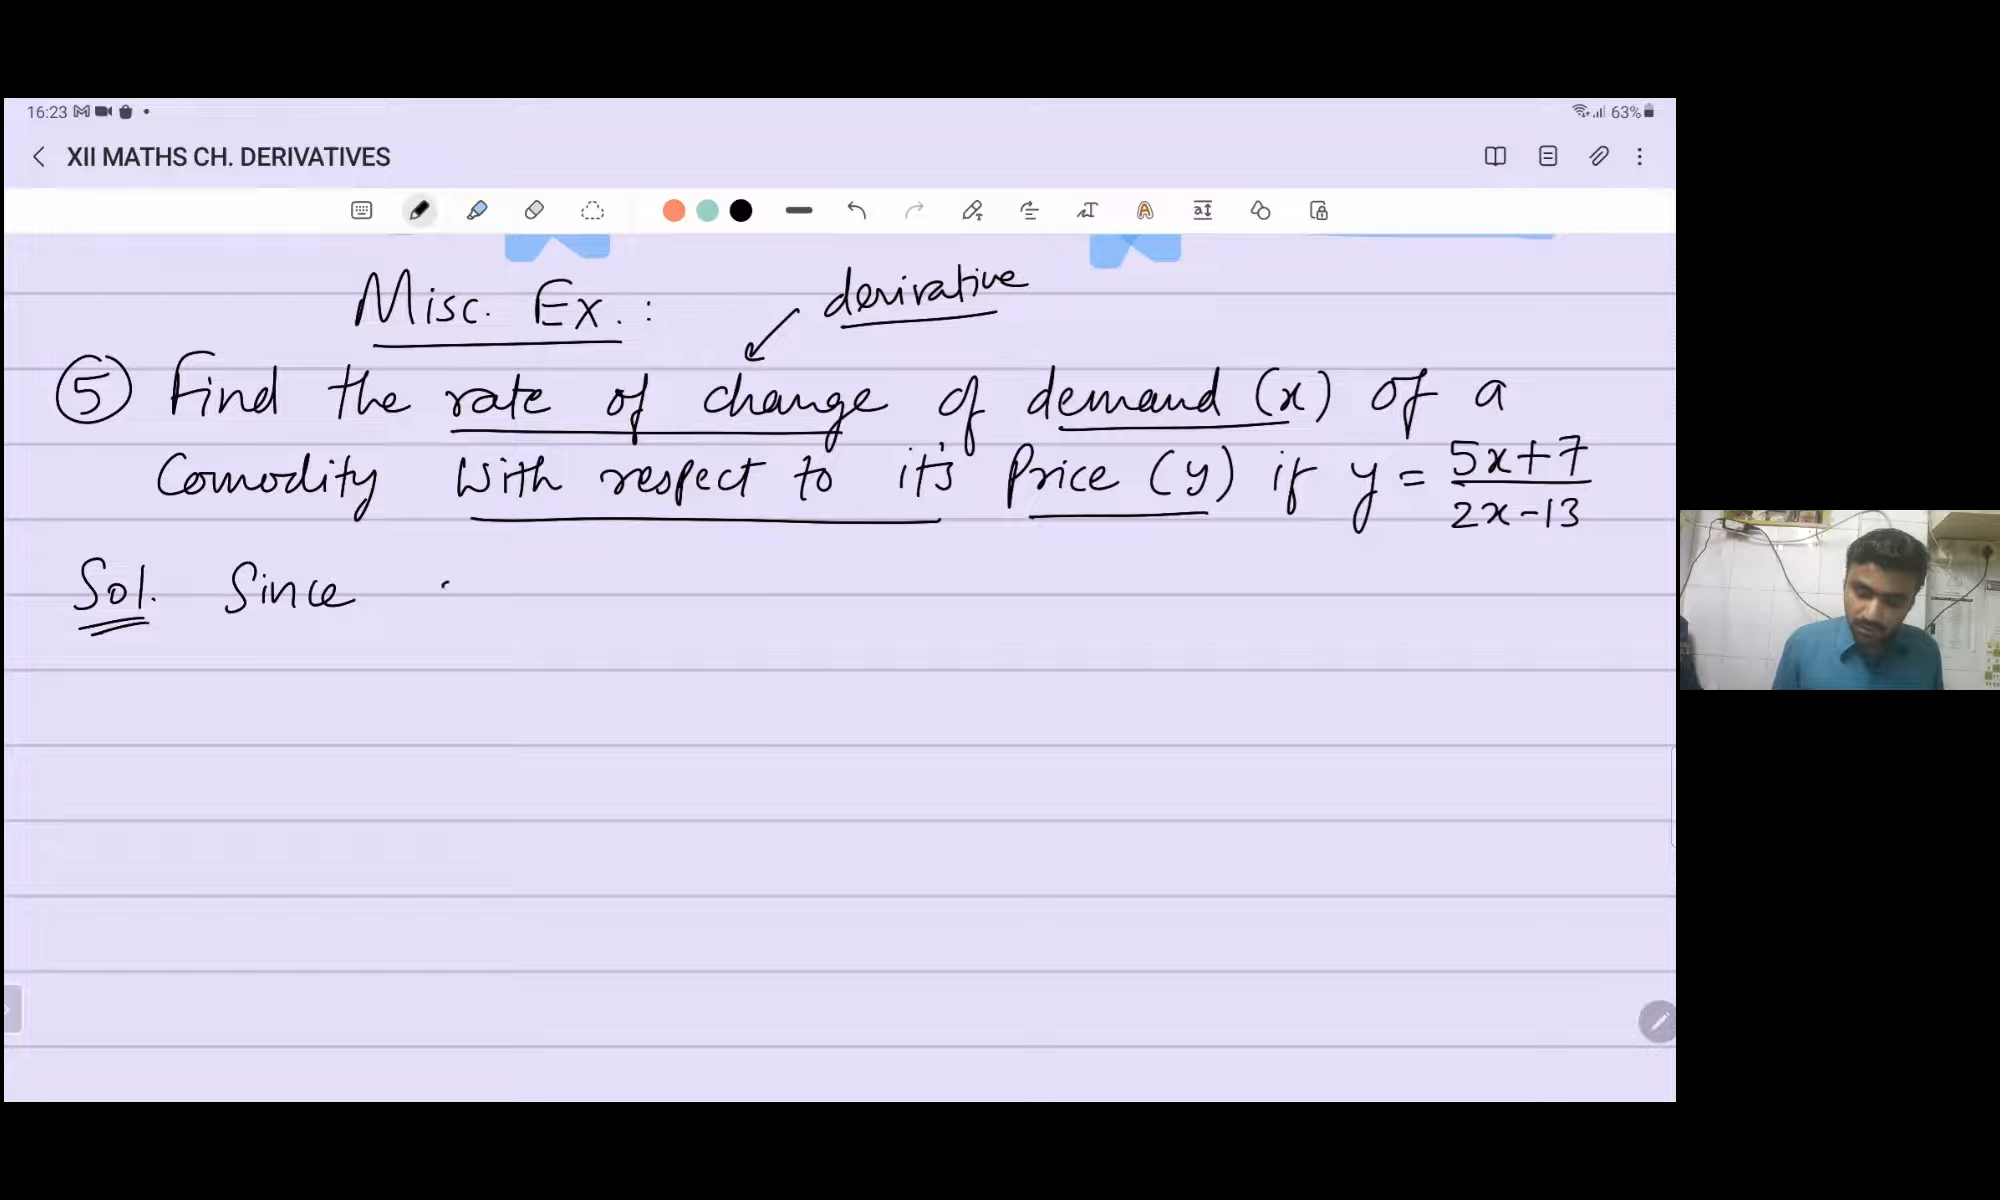 16:23
63%
XII MATHS CH. DERIVATIVES
Misc. Ex. :
derivative
5 Find the rate of change of demand (x) of a
Comodity with respect to it's Price (y) if y = 5x+7 / 2x-13
Sol. Since